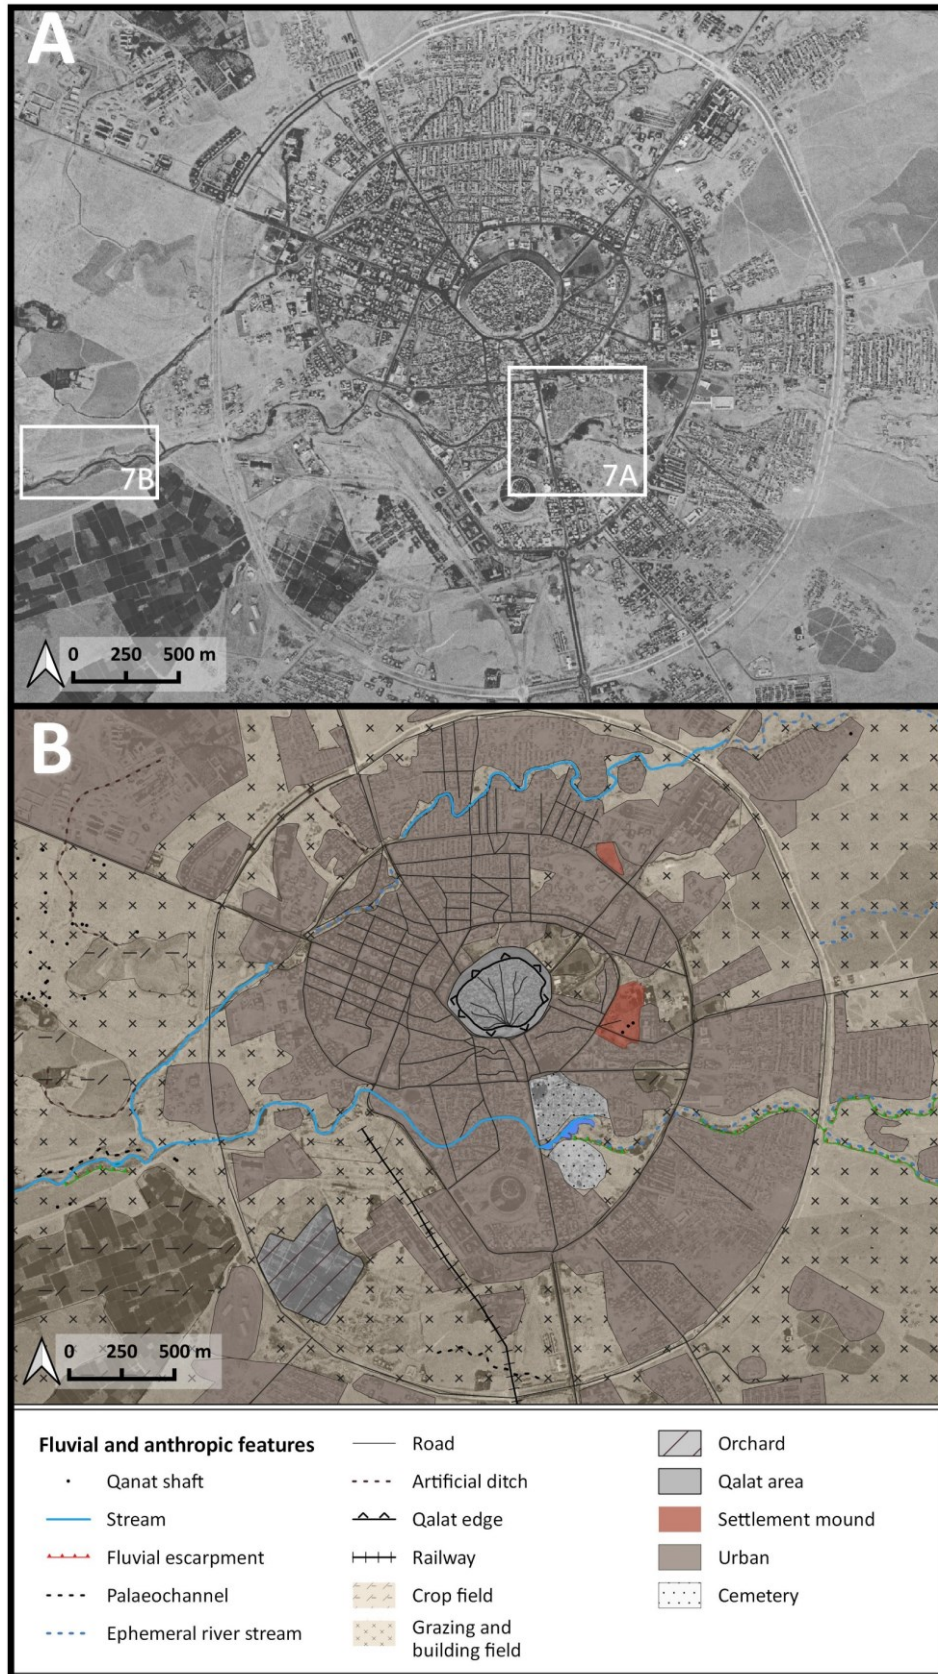 A
7B
7A
0 250 500 m
B
0 250 500 m
Fluvial and anthropic features
Qanat shaft
Stream
Fluvial escarpment
Palaeochannel
Ephemeral river stream
Road
Artificial ditch
Qalat edge
Railway
Crop field
Grazing and
building field
Orchard
Qalat area
Settlement mound
Urban
Cemetery